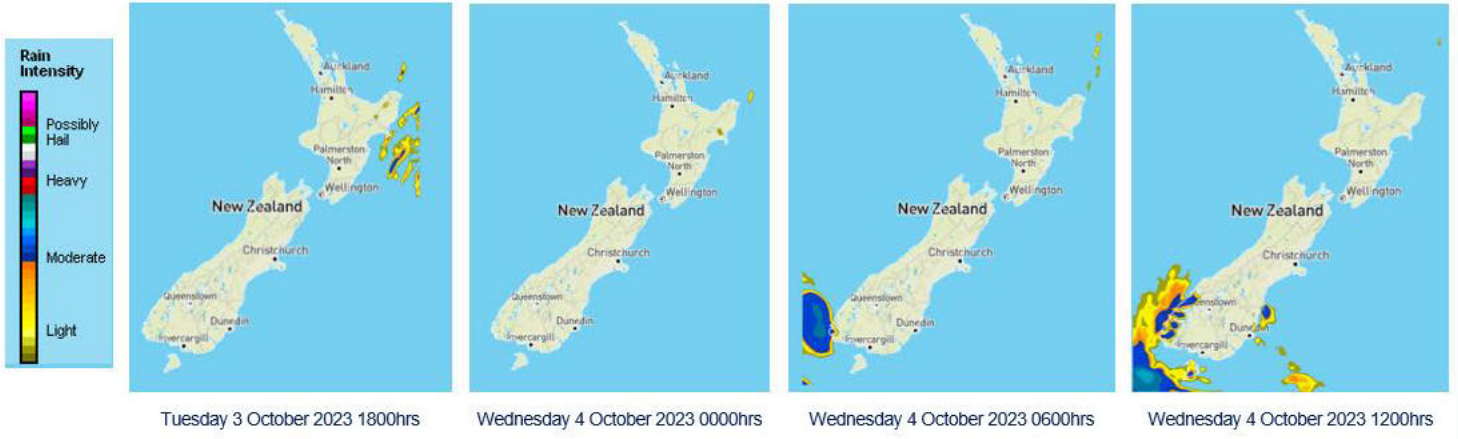 Rain
Intensity
Possibly
Hail
Heavy
Moderate
Light
Auckland
Hamilton
Palmerston
North
Wellington
New Zealand
Christchurch
Queenstown
Dunedin
Invercargill
Tuesday 3 October 2023 1800hrs
Auckland
Hamilton
Palmerston
North
Wellington
New Zealand
Christchurch
Queenstown
Dunedin
Invercargill
Wednesday 4 October 2023 0000hrs
Auckland
Hamilton
Palmerston
North
Wellington
New Zealand
Christchurch
Queenstown
Dunedin
Invercargill
Wednesday 4 October 2023 0600hrs
Auckland
Hamilton
Palmerston
North
Wellington
New Zealand
Christchurch
enstown
Dunedin
Invercargill
Wednesday 4 October 2023 1200hrs